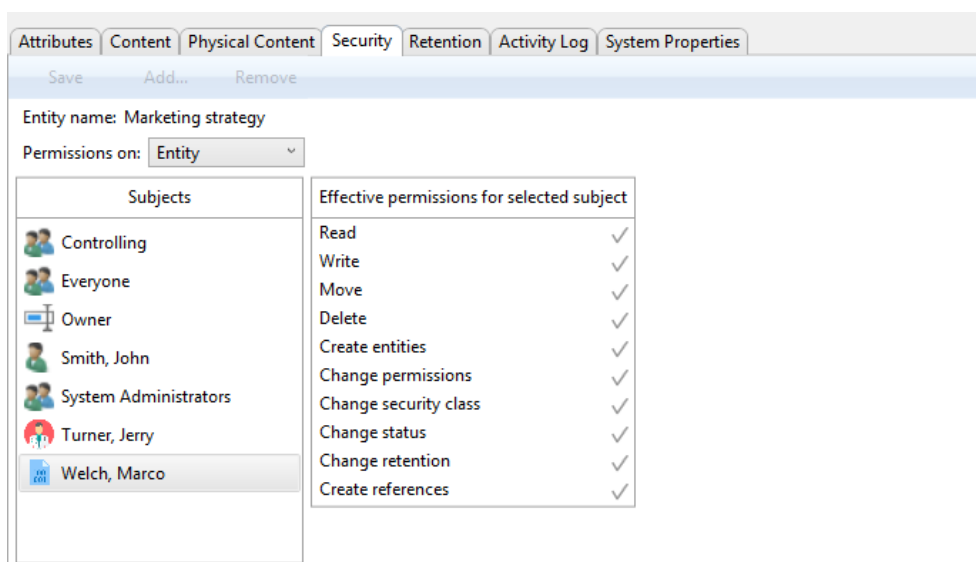 Attributes Content Physical Content Security Retention Activity Log System Properties
Save Add... Remove
Entity name: Marketing strategy
Permissions on: Entity
Subjects
Controlling
Everyone
Owner
Smith, John
System Administrators
Turner, Jerry
Welch, Marco
Effective permissions for selected subject
Read
Write
Move
Delete
Create entities
Change permissions
Change security class
Change status
Change retention
Create references